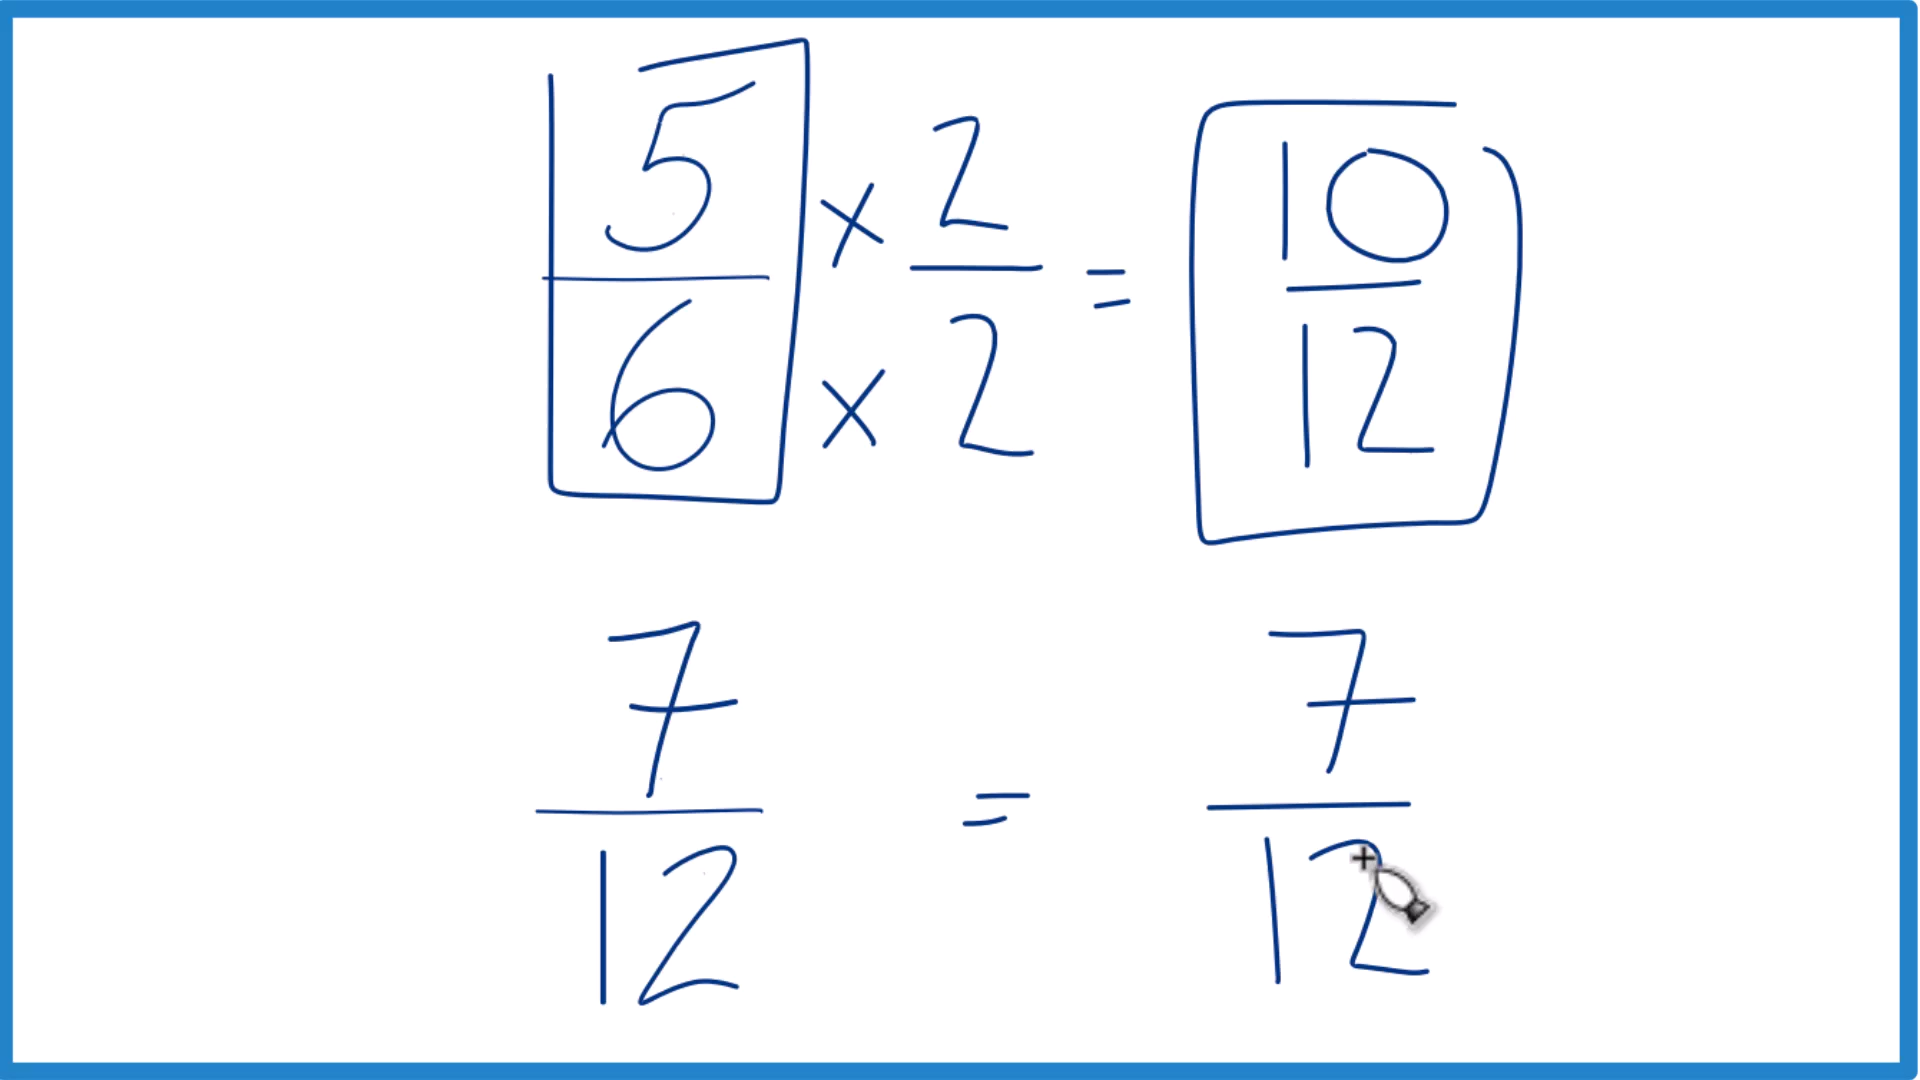 5/6 × 2/× 2 = 10/12
7/12 = 7/12